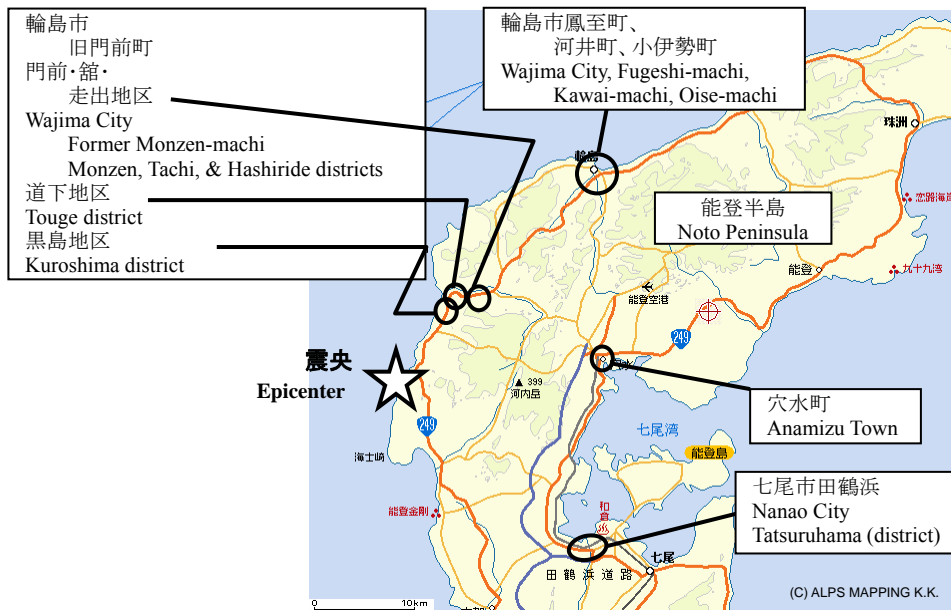 輪島市
旧門前町
門前・舘・
走出地区
Wajima City
Former Monzen-machi
Monzen, Tachi, & Hashiride districts
道下地区
Touge district
黒島地区
Kuroshima district
輪島市鳳至町、
河井町、小伊勢町
Wajima City, Fugeshi-machi,
Kawai-machi, Oise-machi
珠洲
輪島
恋路海岸
能登半島
Noto Peninsula
能登
九十九湾
能登空港
249
震央
Epicenter
399
河内岳
穴水町
Anamizu Town
249
七尾湾
能登島
海士崎
七尾市田鶴浜
Nanao City
Tatsuruhama (district)
能登金剛
和倉
七尾
田鶴浜道路
(C) ALPS MAPPING K.K.
0 10km